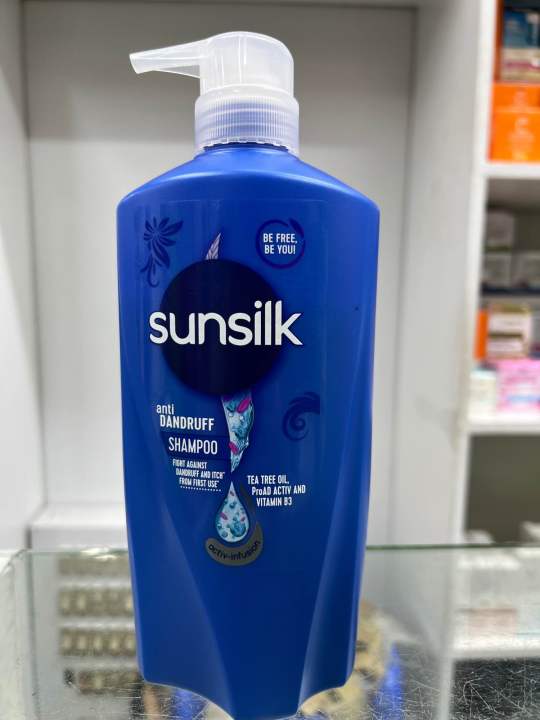 BE FREE,
BE YOU!
sunsilk
anti
DANDRUFF
SHAMPOO
FIGHT AGAINST
DANDRUFF AND ITCH*
FROM FIRST USE*
TEA TREE OIL,
ProAD ACTIV AND
VITAMIN B3
activ-infusion